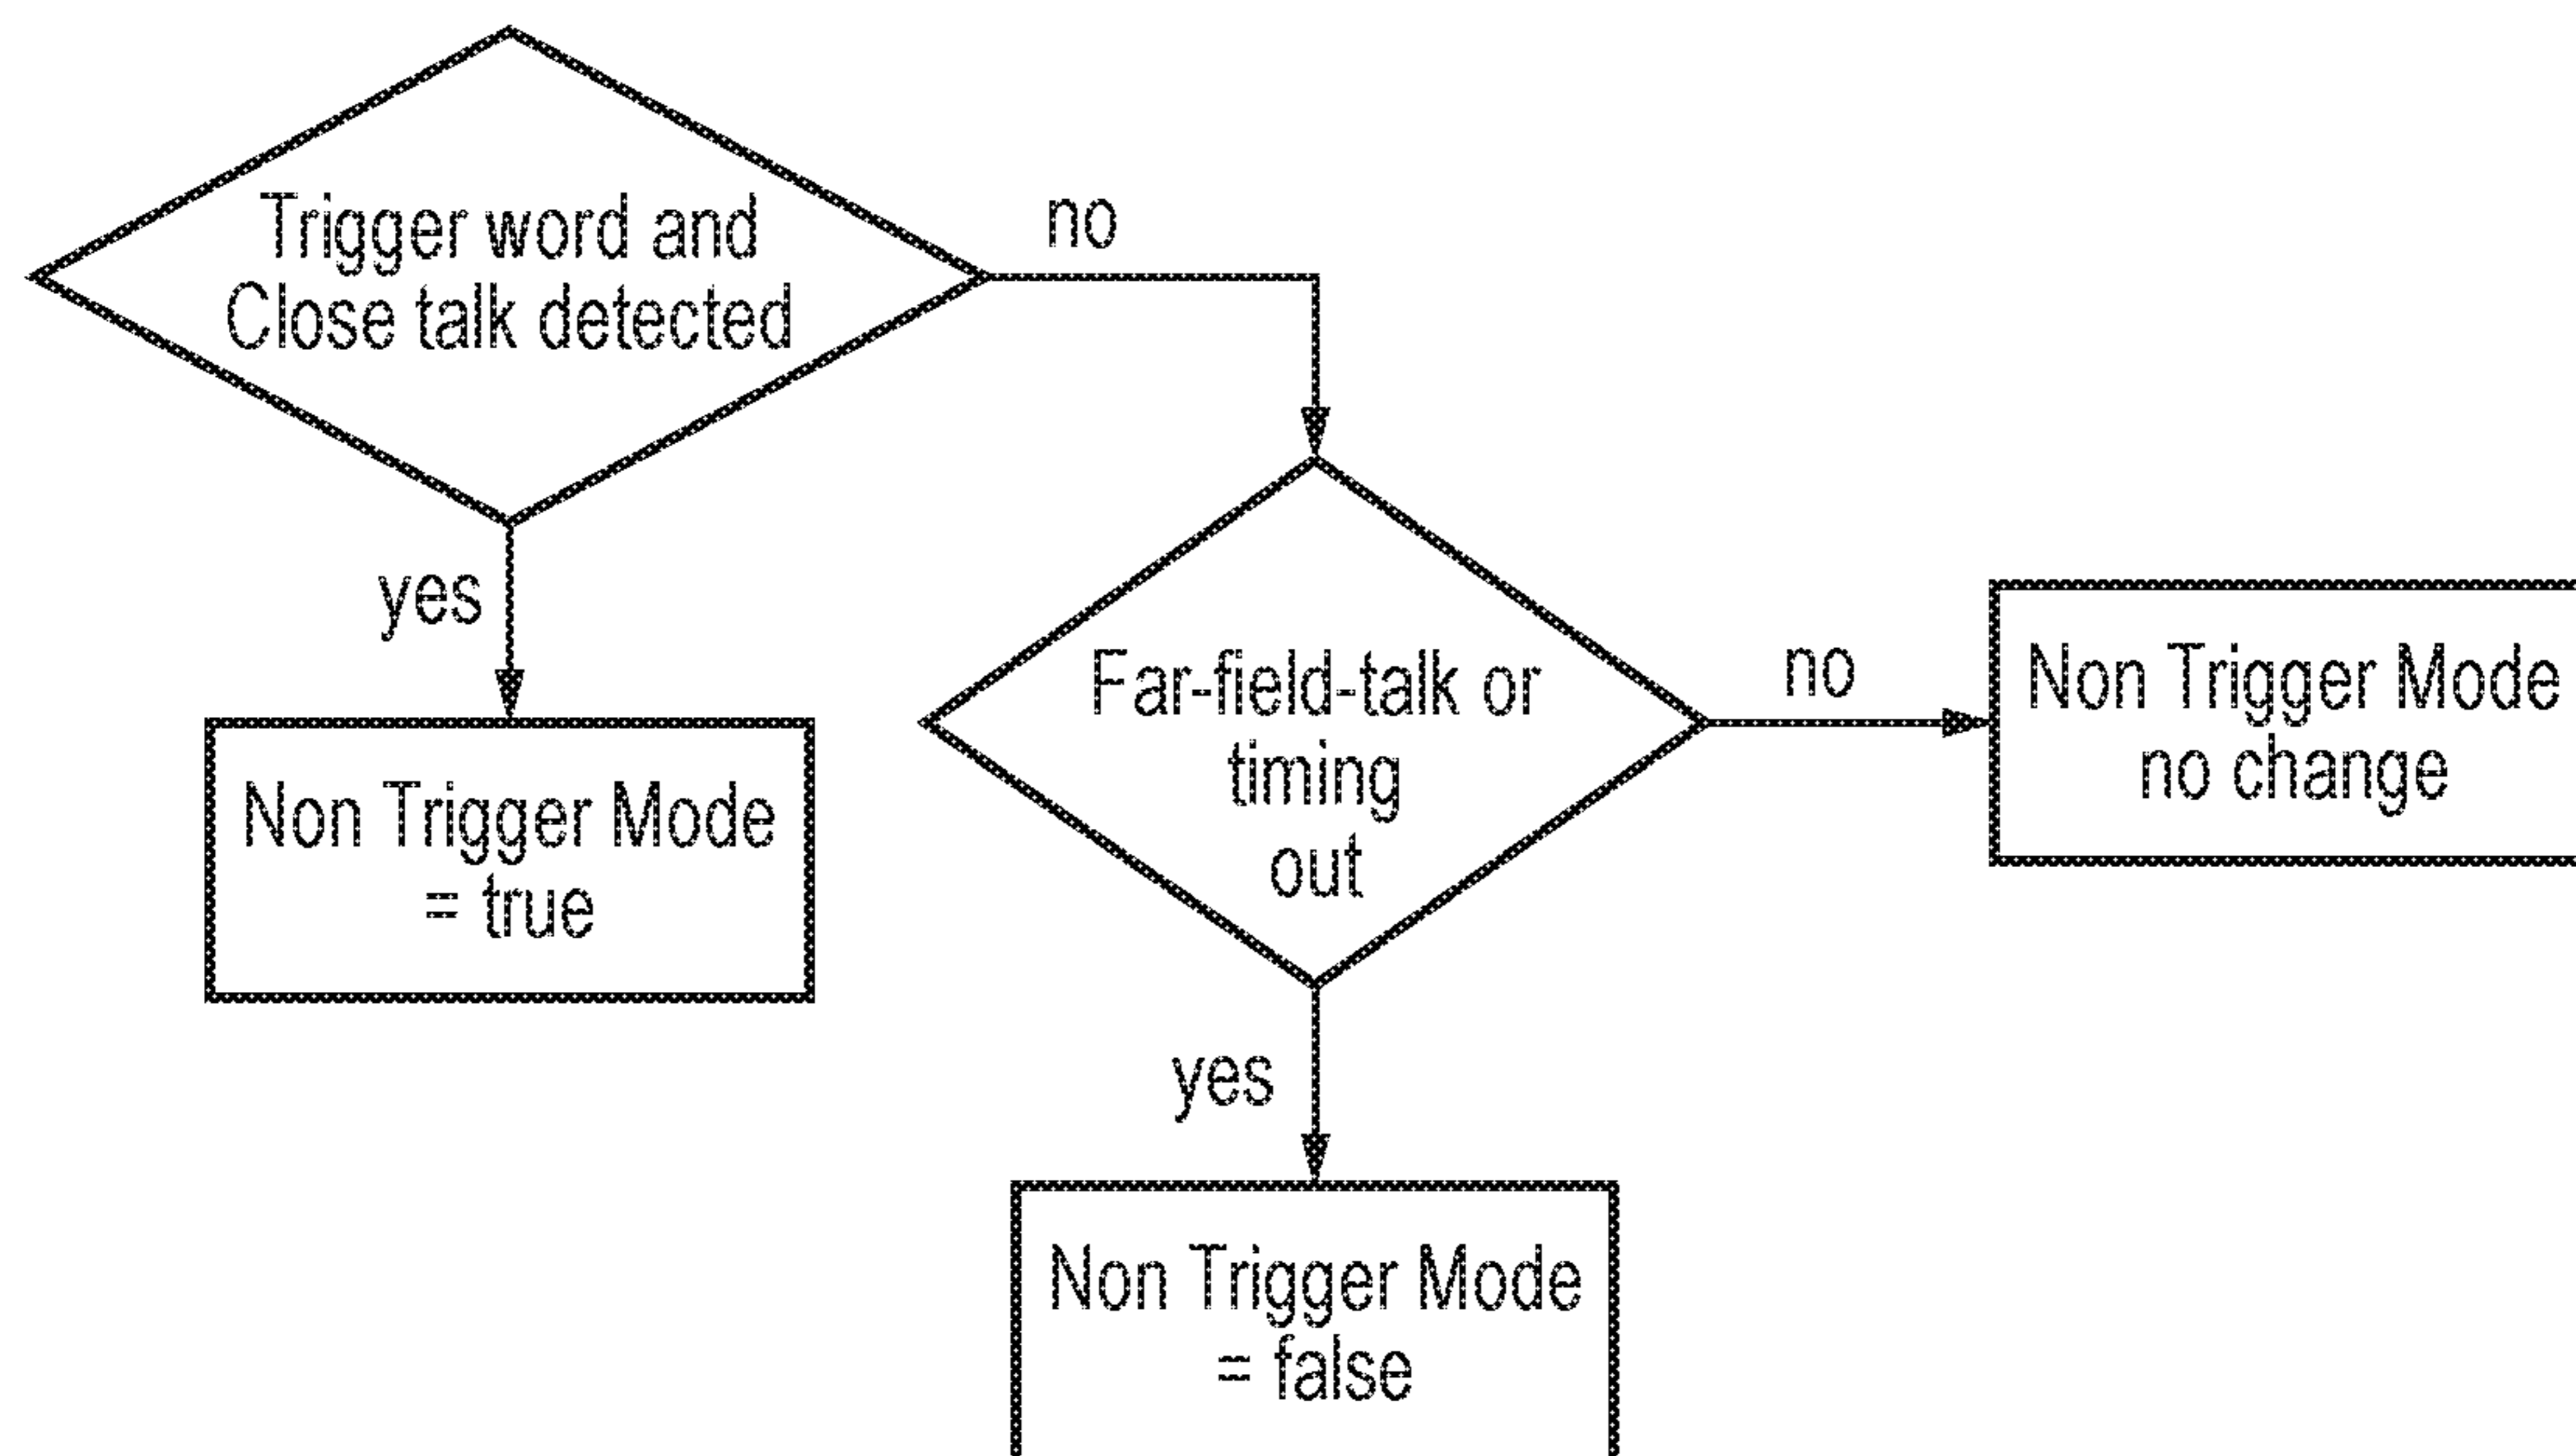 Trigger word and
Close talk detected
no
yes
Non Trigger Mode
= true
Far-field-talk or
timing
out
no
Non Trigger Mode
no change
yes
Non Trigger Mode
= false